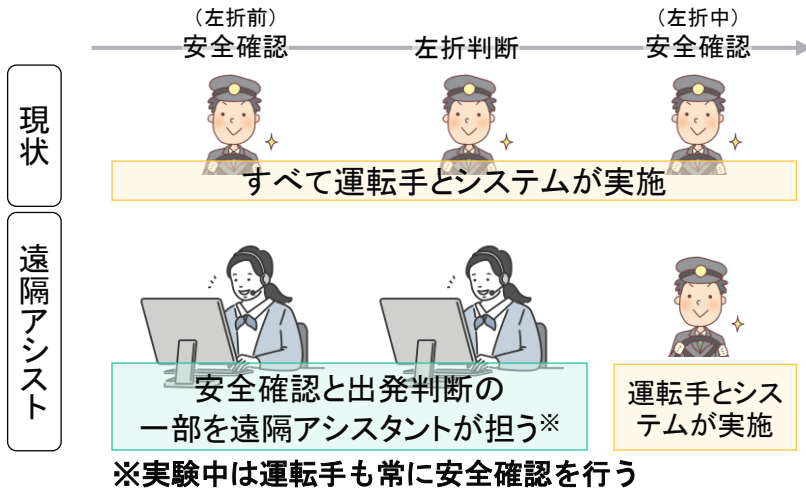 （左折前）
安全確認
左折判断
（左折中）
安全確認
現状
すべて運転手とシステムが実施
遠隔アシスト
安全確認と出発判断の
一部を遠隔アシスタントが担う※
運転手とシス
テムが実施
※実験中は運転手も常に安全確認を行う